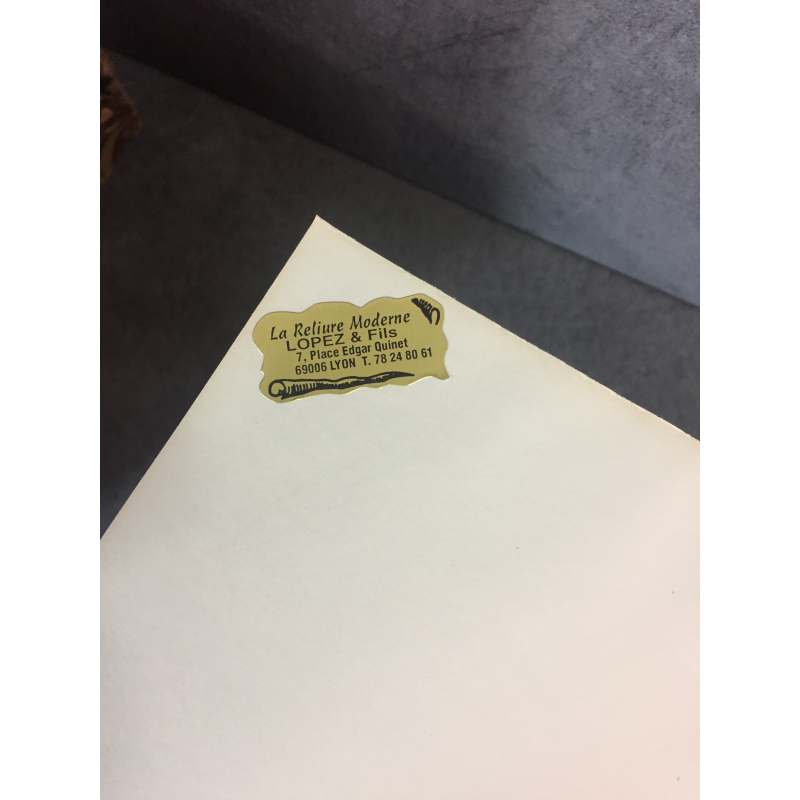 La Reliure Moderne
LOPEZ & Fils
7, Place Edgar Quinet
69006 LYON T. 78 24 80 61